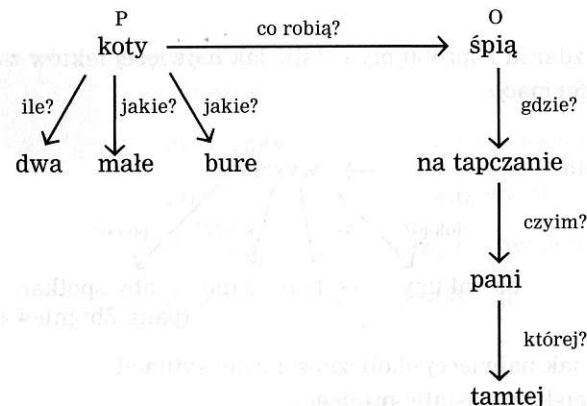 P O
co robią?
koty śpią
ile? jakie? jakie? gdzie?
dwa małe bure na tapczanie
czyim?
pani
której?
tamtej